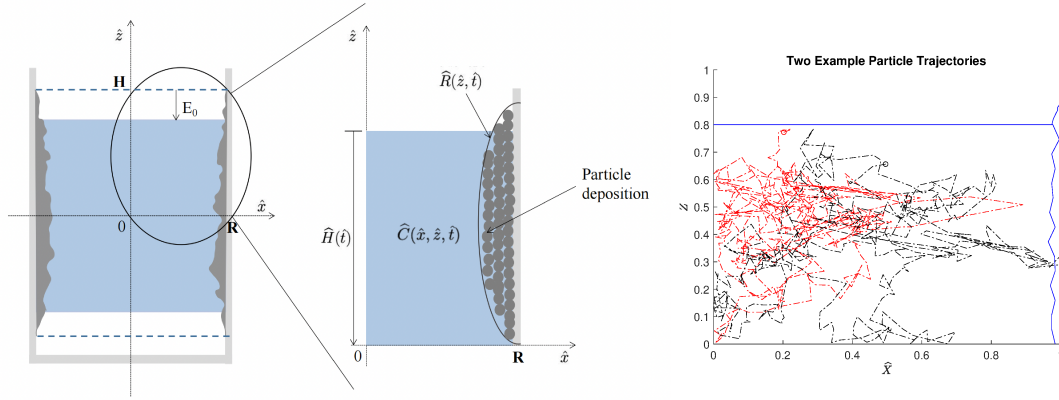 ẑ
H
E₀
0
x̂
R
ẑ
R̂(ẑ, t̂)
Particle
deposition
Ĥ(t̂)
Ĉ(x̂, ẑ, t̂)
0
R
x̂
Two Example Particle Trajectories
1
0.9
0.8
0.7
0.6
0.5
0.4
0.3
0.2
0.1
0
z
0
0.2
0.4
0.6
0.8
x̂